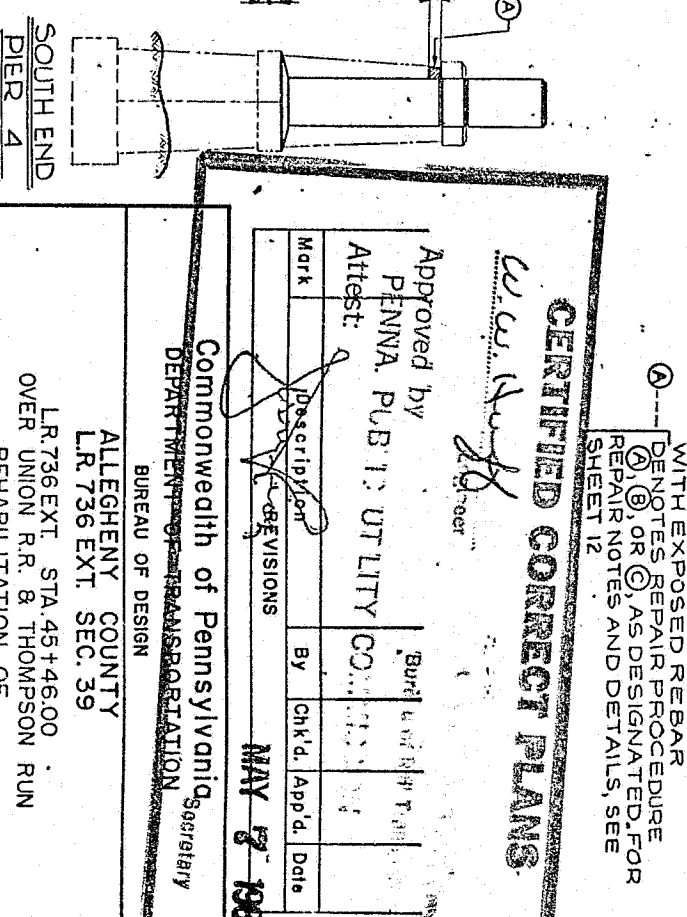 WITH EXPOSED REBAR
Ⓐ---- DENOTES REPAIR PROCEDURE
Ⓐ, Ⓑ, OR Ⓒ AS DESIGNATED. FOR
REPAIR NOTES AND DETAILS, SEE
SHEET 12
Ⓐ
CERTIFIED CORRECT PLANS
W. W.
Approved by
PENNA. UTILITY
Attest:
Mark Description By Chk'd. App'd. Date
REVISIONS
MAY
Commonwealth of Pennsylvania
Secretary
DEPARTMENT OF TRANSPORTATION
BUREAU OF DESIGN
ALLEGHENY COUNTY
L.R. 736 EXT. SEC. 39
L.R. 736 EXT. STA. 45+46.00
OVER UNION R.R. & THOMPSON RUN
REHABILITATION OF
SOUTH END
PIER 4